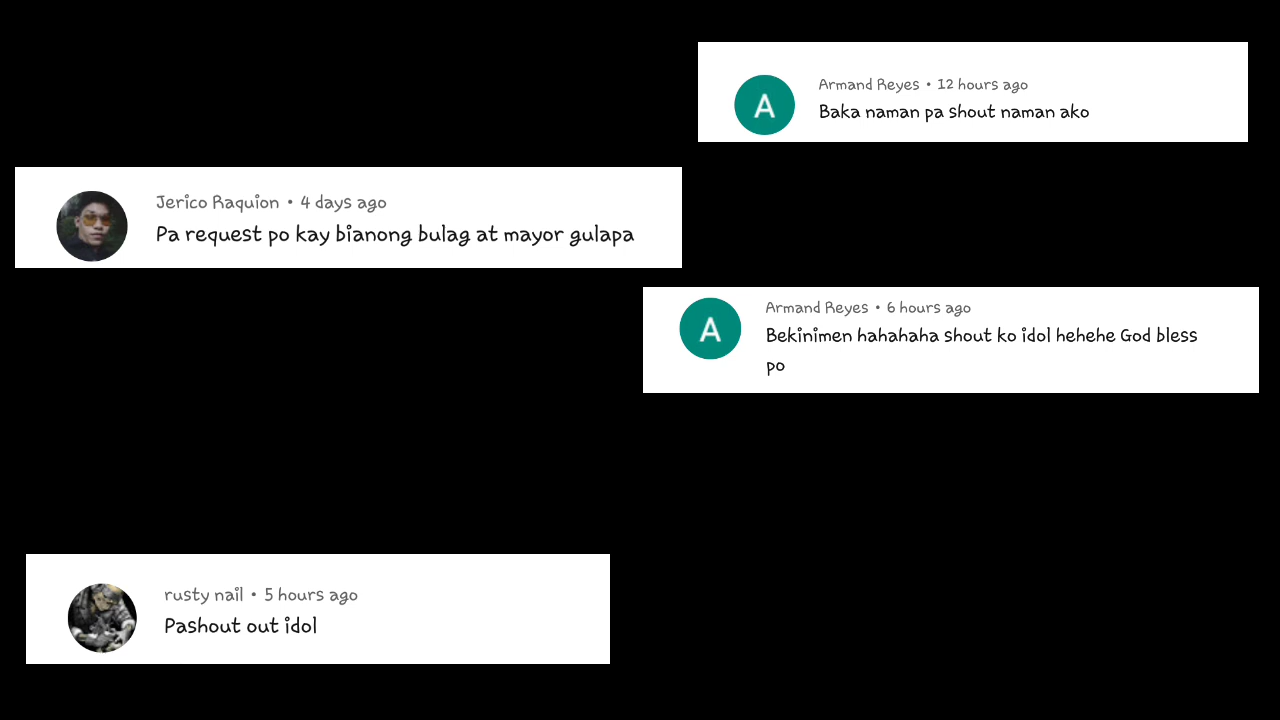 Armand Reyes • 12 hours ago
Baka naman pa shout naman ako
Jerico Raquion • 4 days ago
Pa request po kay bianong bulag at mayor gulapa
A
Armand Reyes • 6 hours ago
Bekinimen hahahaha shout ko idol hehehe God bless
po
rusty nail • 5 hours ago
Pashout out idol